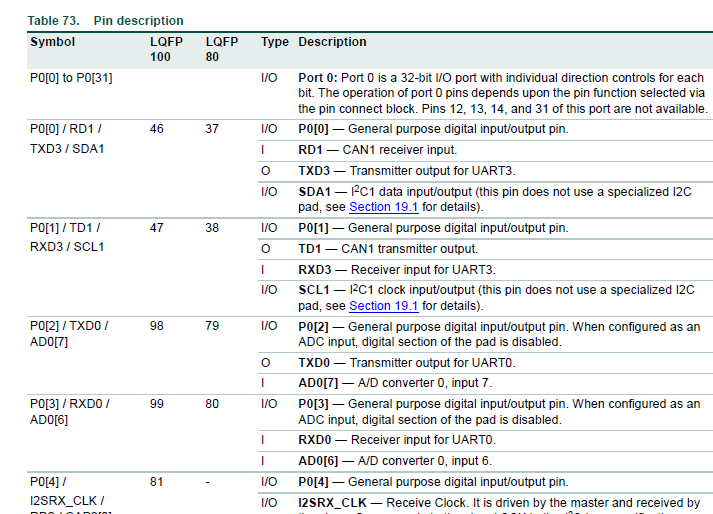 Table 73. Pin description
Symbol LQFP 100 LQFP 80 Type Description
P0[0] to P0[31] I/O Port 0: Port 0 is a 32-bit I/O port with individual direction controls for each
bit. The operation of port 0 pins depends upon the pin function selected via
the pin connect block. Pins 12, 13, 14, and 31 of this port are not available.
P0[0] / RD1 / 46 37 I/O P0[0] — General purpose digital input/output pin.
TXD3 / SDA1 I RD1 — CAN1 receiver input.
O TXD3 — Transmitter output for UART3.
I/O SDA1 — I²C1 data input/output (this pin does not use a specialized I2C
pad, see Section 19.1 for details).
P0[1] / TD1 / 47 38 I/O P0[1] — General purpose digital input/output pin.
RXD3 / SCL1 O TD1 — CAN1 transmitter output.
I RXD3 — Receiver input for UART3.
I/O SCL1 — I²C1 clock input/output (this pin does not use a specialized I2C
pad, see Section 19.1 for details).
P0[2] / TXD0 / 98 79 I/O P0[2] — General purpose digital input/output pin. When configured as an
AD0[7] ADC input, digital section of the pad is disabled.
O TXD0 — Transmitter output for UART0.
I AD0[7] — A/D converter 0, input 7.
P0[3] / RXD0 / 99 80 I/O P0[3] — General purpose digital input/output pin. When configured as an
AD0[6] ADC input, digital section of the pad is disabled.
I RXD0 — Receiver input for UART0.
I AD0[6] — A/D converter 0, input 6.
P0[4] / 81 - I/O P0[4] — General purpose digital input/output pin.
I2SRX_CLK / I/O I2SRX_CLK — Receive Clock. It is driven by the master and received by